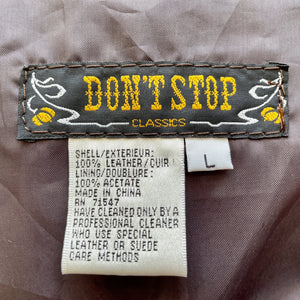 DON'T STOP
CLASSICS
L
SHELL/EXTERIEUR:
100% LEATHER/CUIR
LINING/DOUBLURE:
100% ACETATE
MADE IN CHINA
RN 71547
HAVE CLEANED ONLY BY A
PROFESSIONAL CLEANER
WHO USE SPECIAL
LEATHER OR SUEDE
CARE METHODS